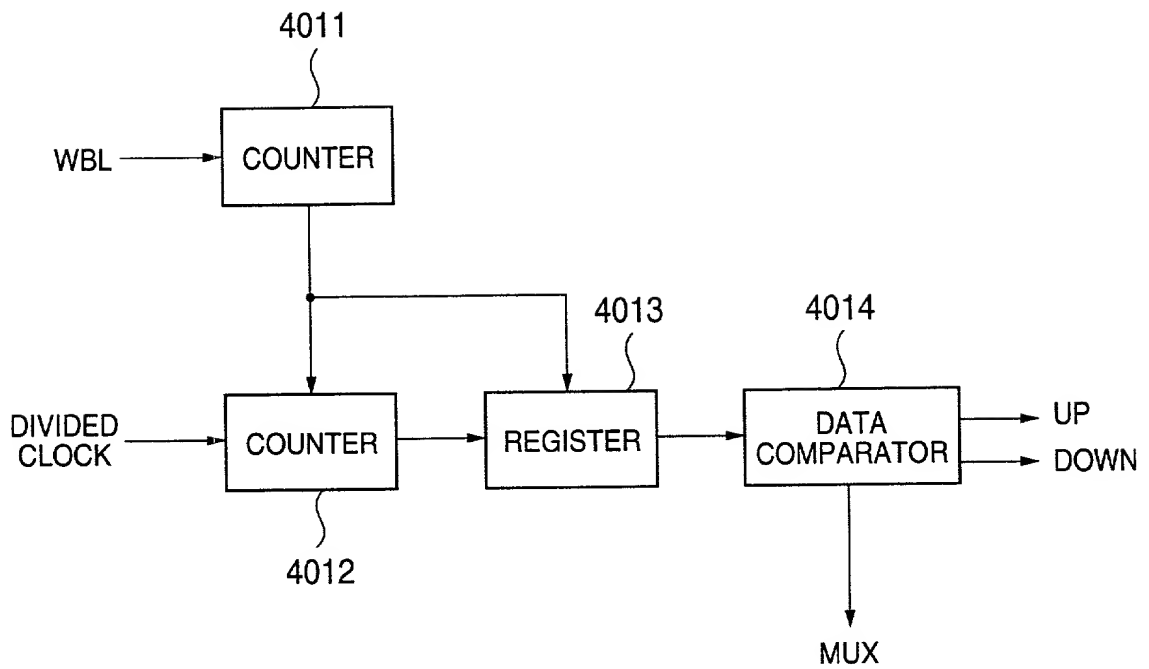 4011
WBL
COUNTER
4013
4014
DIVIDED
CLOCK
COUNTER
REGISTER
DATA
COMPARATOR
UP
DOWN
4012
MUX